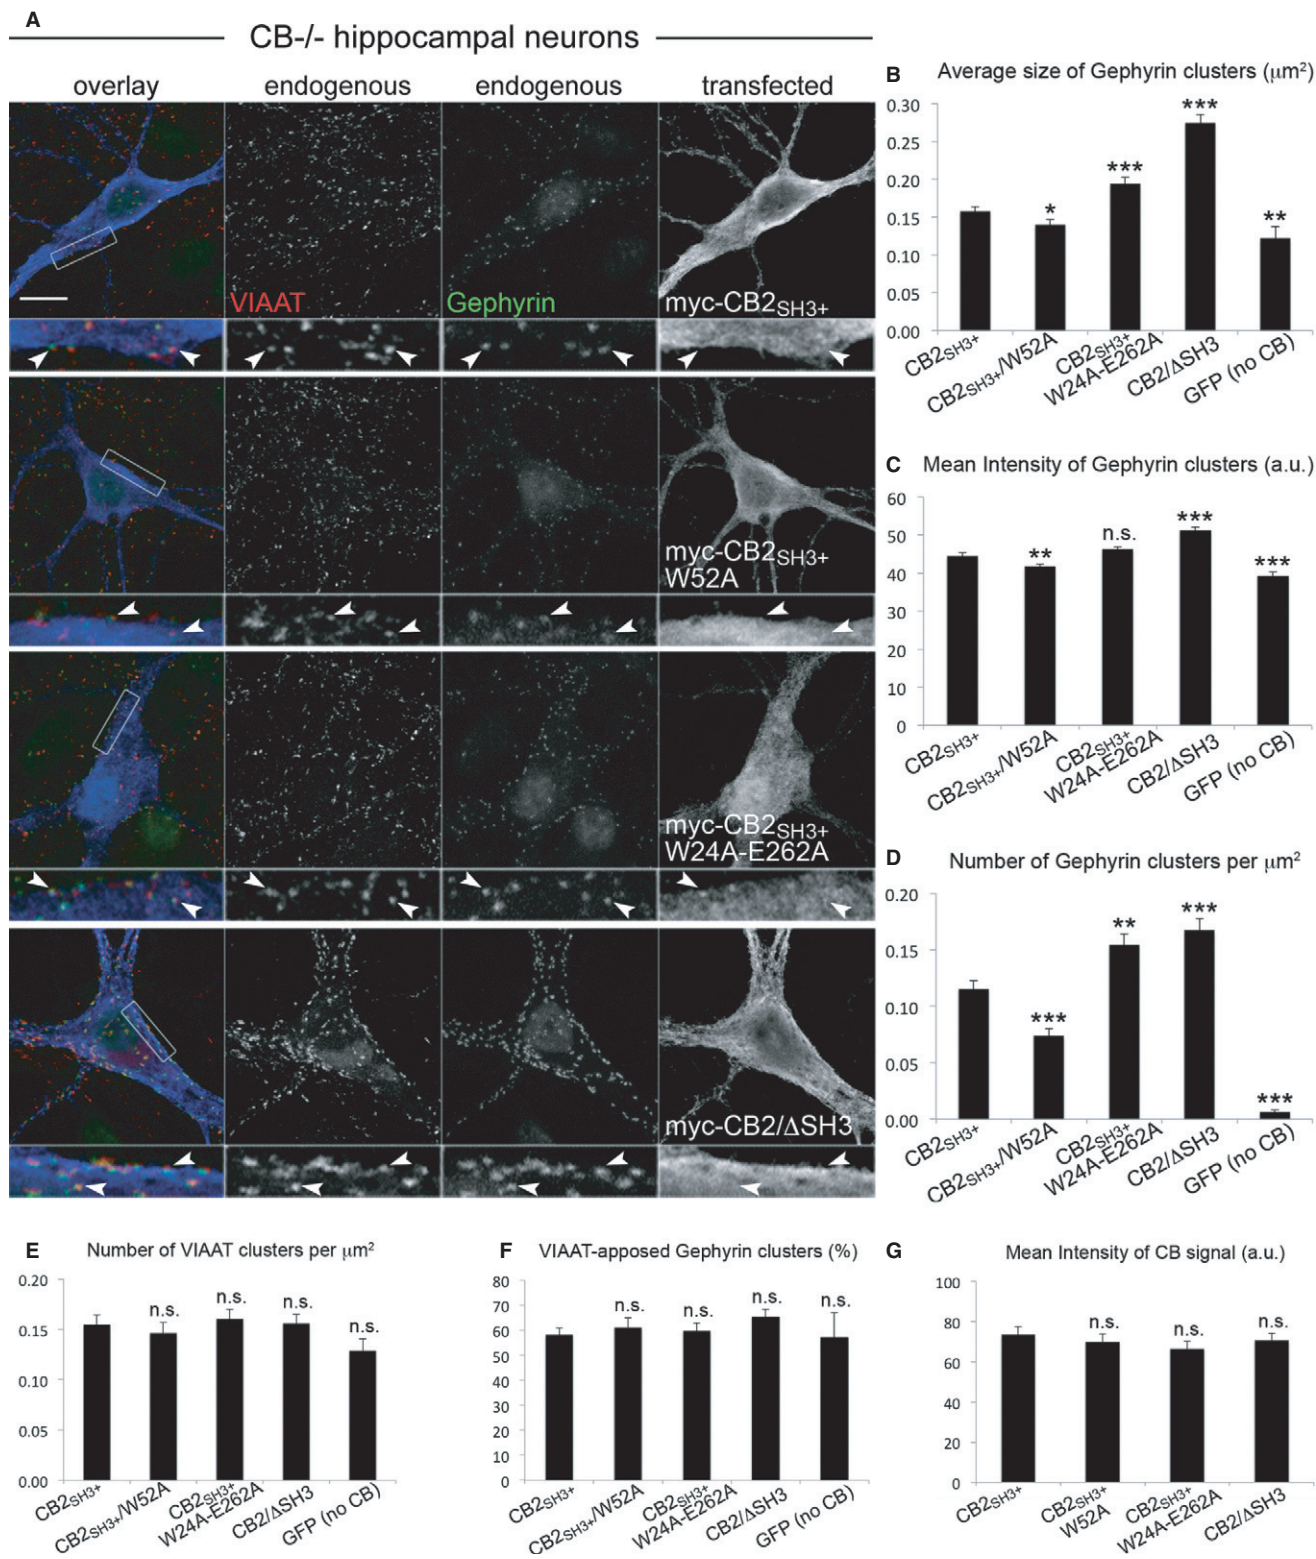 A
CB-/- hippocampal neurons
overlay endogenous endogenous transfected
VIAAT Gephyrin myc-CB2SH3+
myc-CB2SH3+
W52A
myc-CB2SH3+
W24A-E262A
myc-CB2/ΔSH3
B Average size of Gephyrin clusters (μm²)
0.30
0.25
0.20
0.15
0.10
0.05
0.00
*
***
***
**
CB2SH3+
CB2SH3+/W52A
CB2SH3+
W24A-E262A
CB2/ΔSH3
GFP (no CB)
C Mean Intensity of Gephyrin clusters (a.u.)
60
50
40
30
20
10
0
**
n.s.
***
***
CB2SH3+
CB2SH3+/W52A
CB2SH3+
W24A-E262A
CB2/ΔSH3
GFP (no CB)
D Number of Gephyrin clusters per μm²
0.20
0.15
0.10
0.05
0.00
***
**
***
***
CB2SH3+
CB2SH3+/W52A
CB2SH3+
W24A-E262A
CB2/ΔSH3
GFP (no CB)
E Number of VIAAT clusters per μm²
0.20
0.15
0.10
0.05
0.00
n.s.
n.s.
n.s.
n.s.
CB2SH3+
CB2SH3+/W52A
CB2SH3+
W24A-E262A
CB2/ΔSH3
GFP (no CB)
F VIAAT-apposed Gephyrin clusters (%)
80
70
60
50
40
30
20
10
0
n.s.
n.s.
n.s.
n.s.
CB2SH3+
CB2SH3+/W52A
CB2SH3+
W24A-E262A
CB2/ΔSH3
GFP (no CB)
G Mean Intensity of CB signal (a.u.)
100
80
60
40
20
0
n.s.
n.s.
n.s.
CB2SH3+
CB2SH3+
W52A
CB2SH3+
W24A-E262A
CB2/ΔSH3